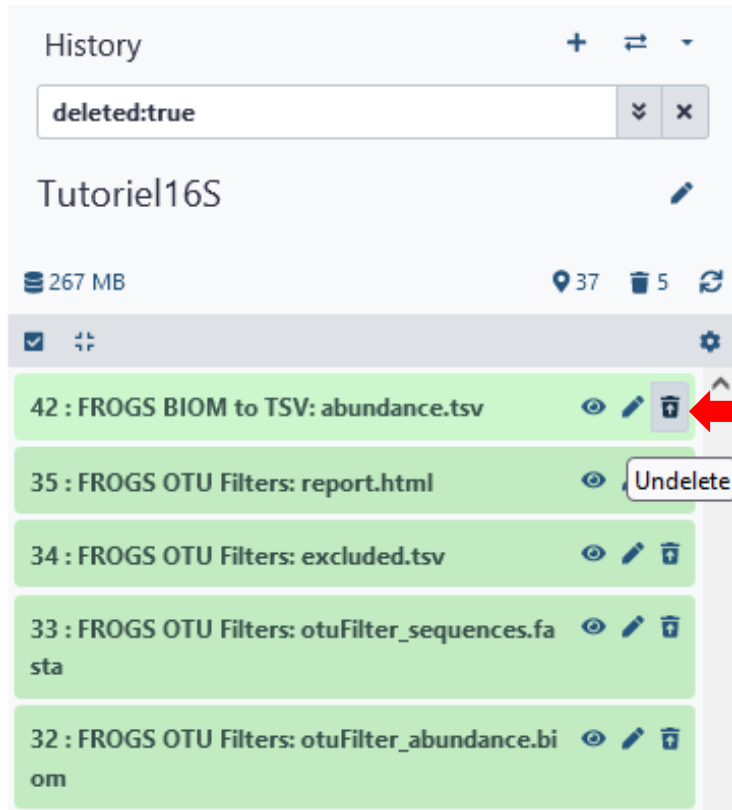 History
deleted:true
Tutoriel16S
267 MB 37 5
42 : FROGS BIOM to TSV: abundance.tsv
35 : FROGS OTU Filters: report.html
Undelete
34 : FROGS OTU Filters: excluded.tsv
33 : FROGS OTU Filters: otuFilter_sequences.fa
sta
32 : FROGS OTU Filters: otuFilter_abundance.bi
om